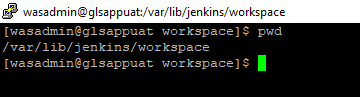 wasadmin@glsappuat:/var/lib/jenkins/workspace
[wasadmin@glsappuat workspace]$ pwd
/var/lib/jenkins/workspace
[wasadmin@glsappuat workspace]$